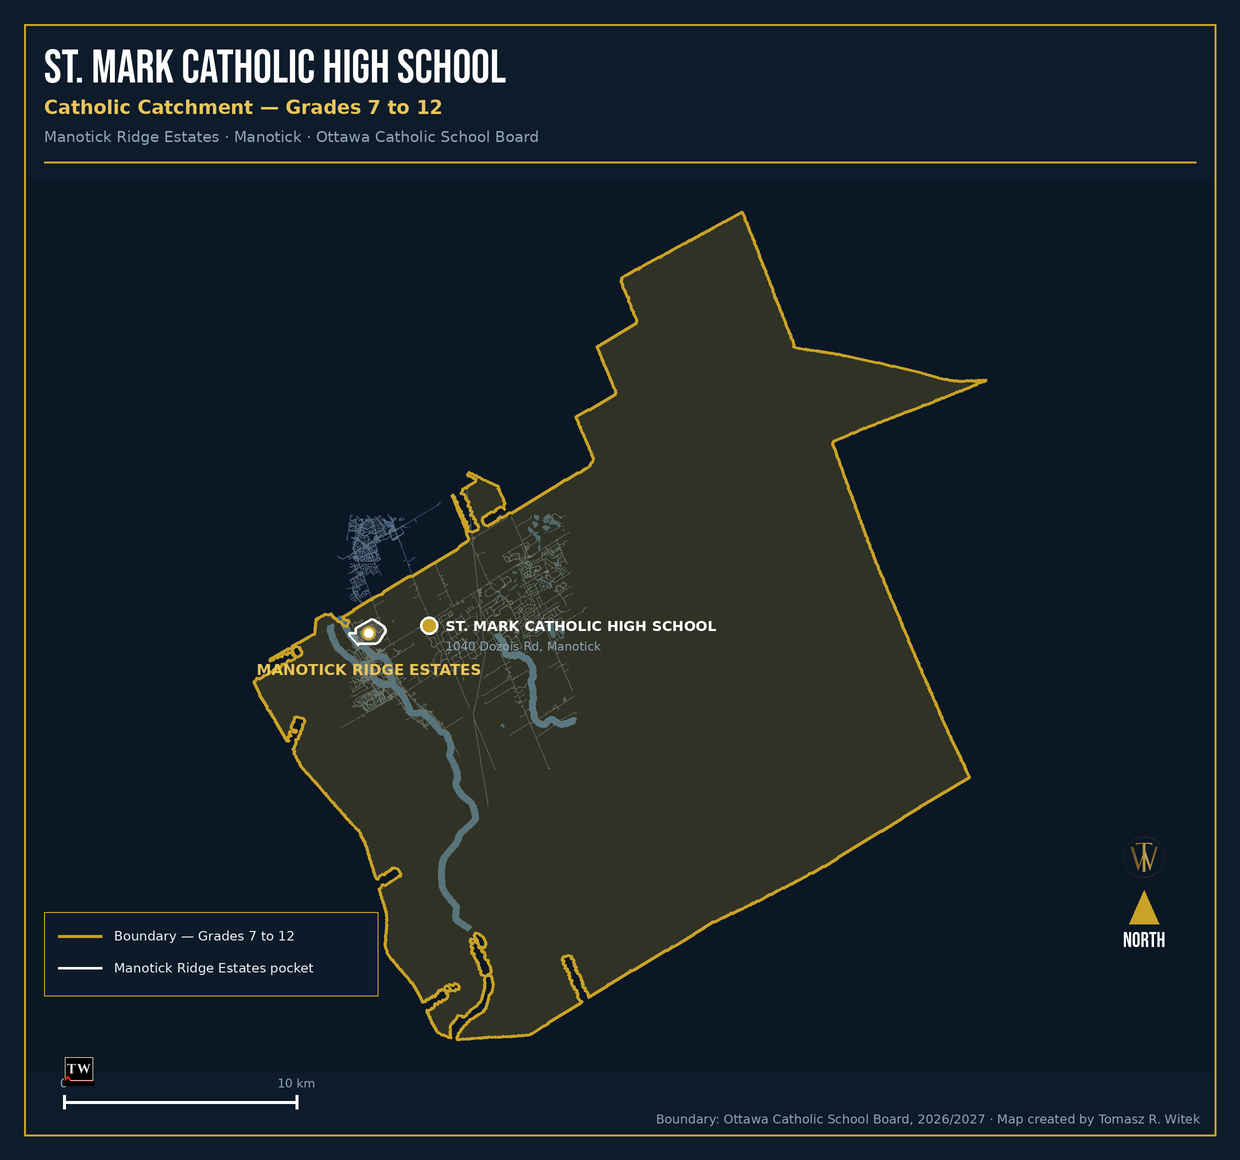 ST. MARK CATHOLIC HIGH SCHOOL
Catholic Catchment — Grades 7 to 12
Manotick Ridge Estates · Manotick · Ottawa Catholic School Board
ST. MARK CATHOLIC HIGH SCHOOL
1040 Dozois Rd, Manotick
MANOTICK RIDGE ESTATES
TW
NORTH
Boundary — Grades 7 to 12
Manotick Ridge Estates pocket
TW
0 10 km
Boundary: Ottawa Catholic School Board, 2026/2027 · Map created by Tomasz R. Witek